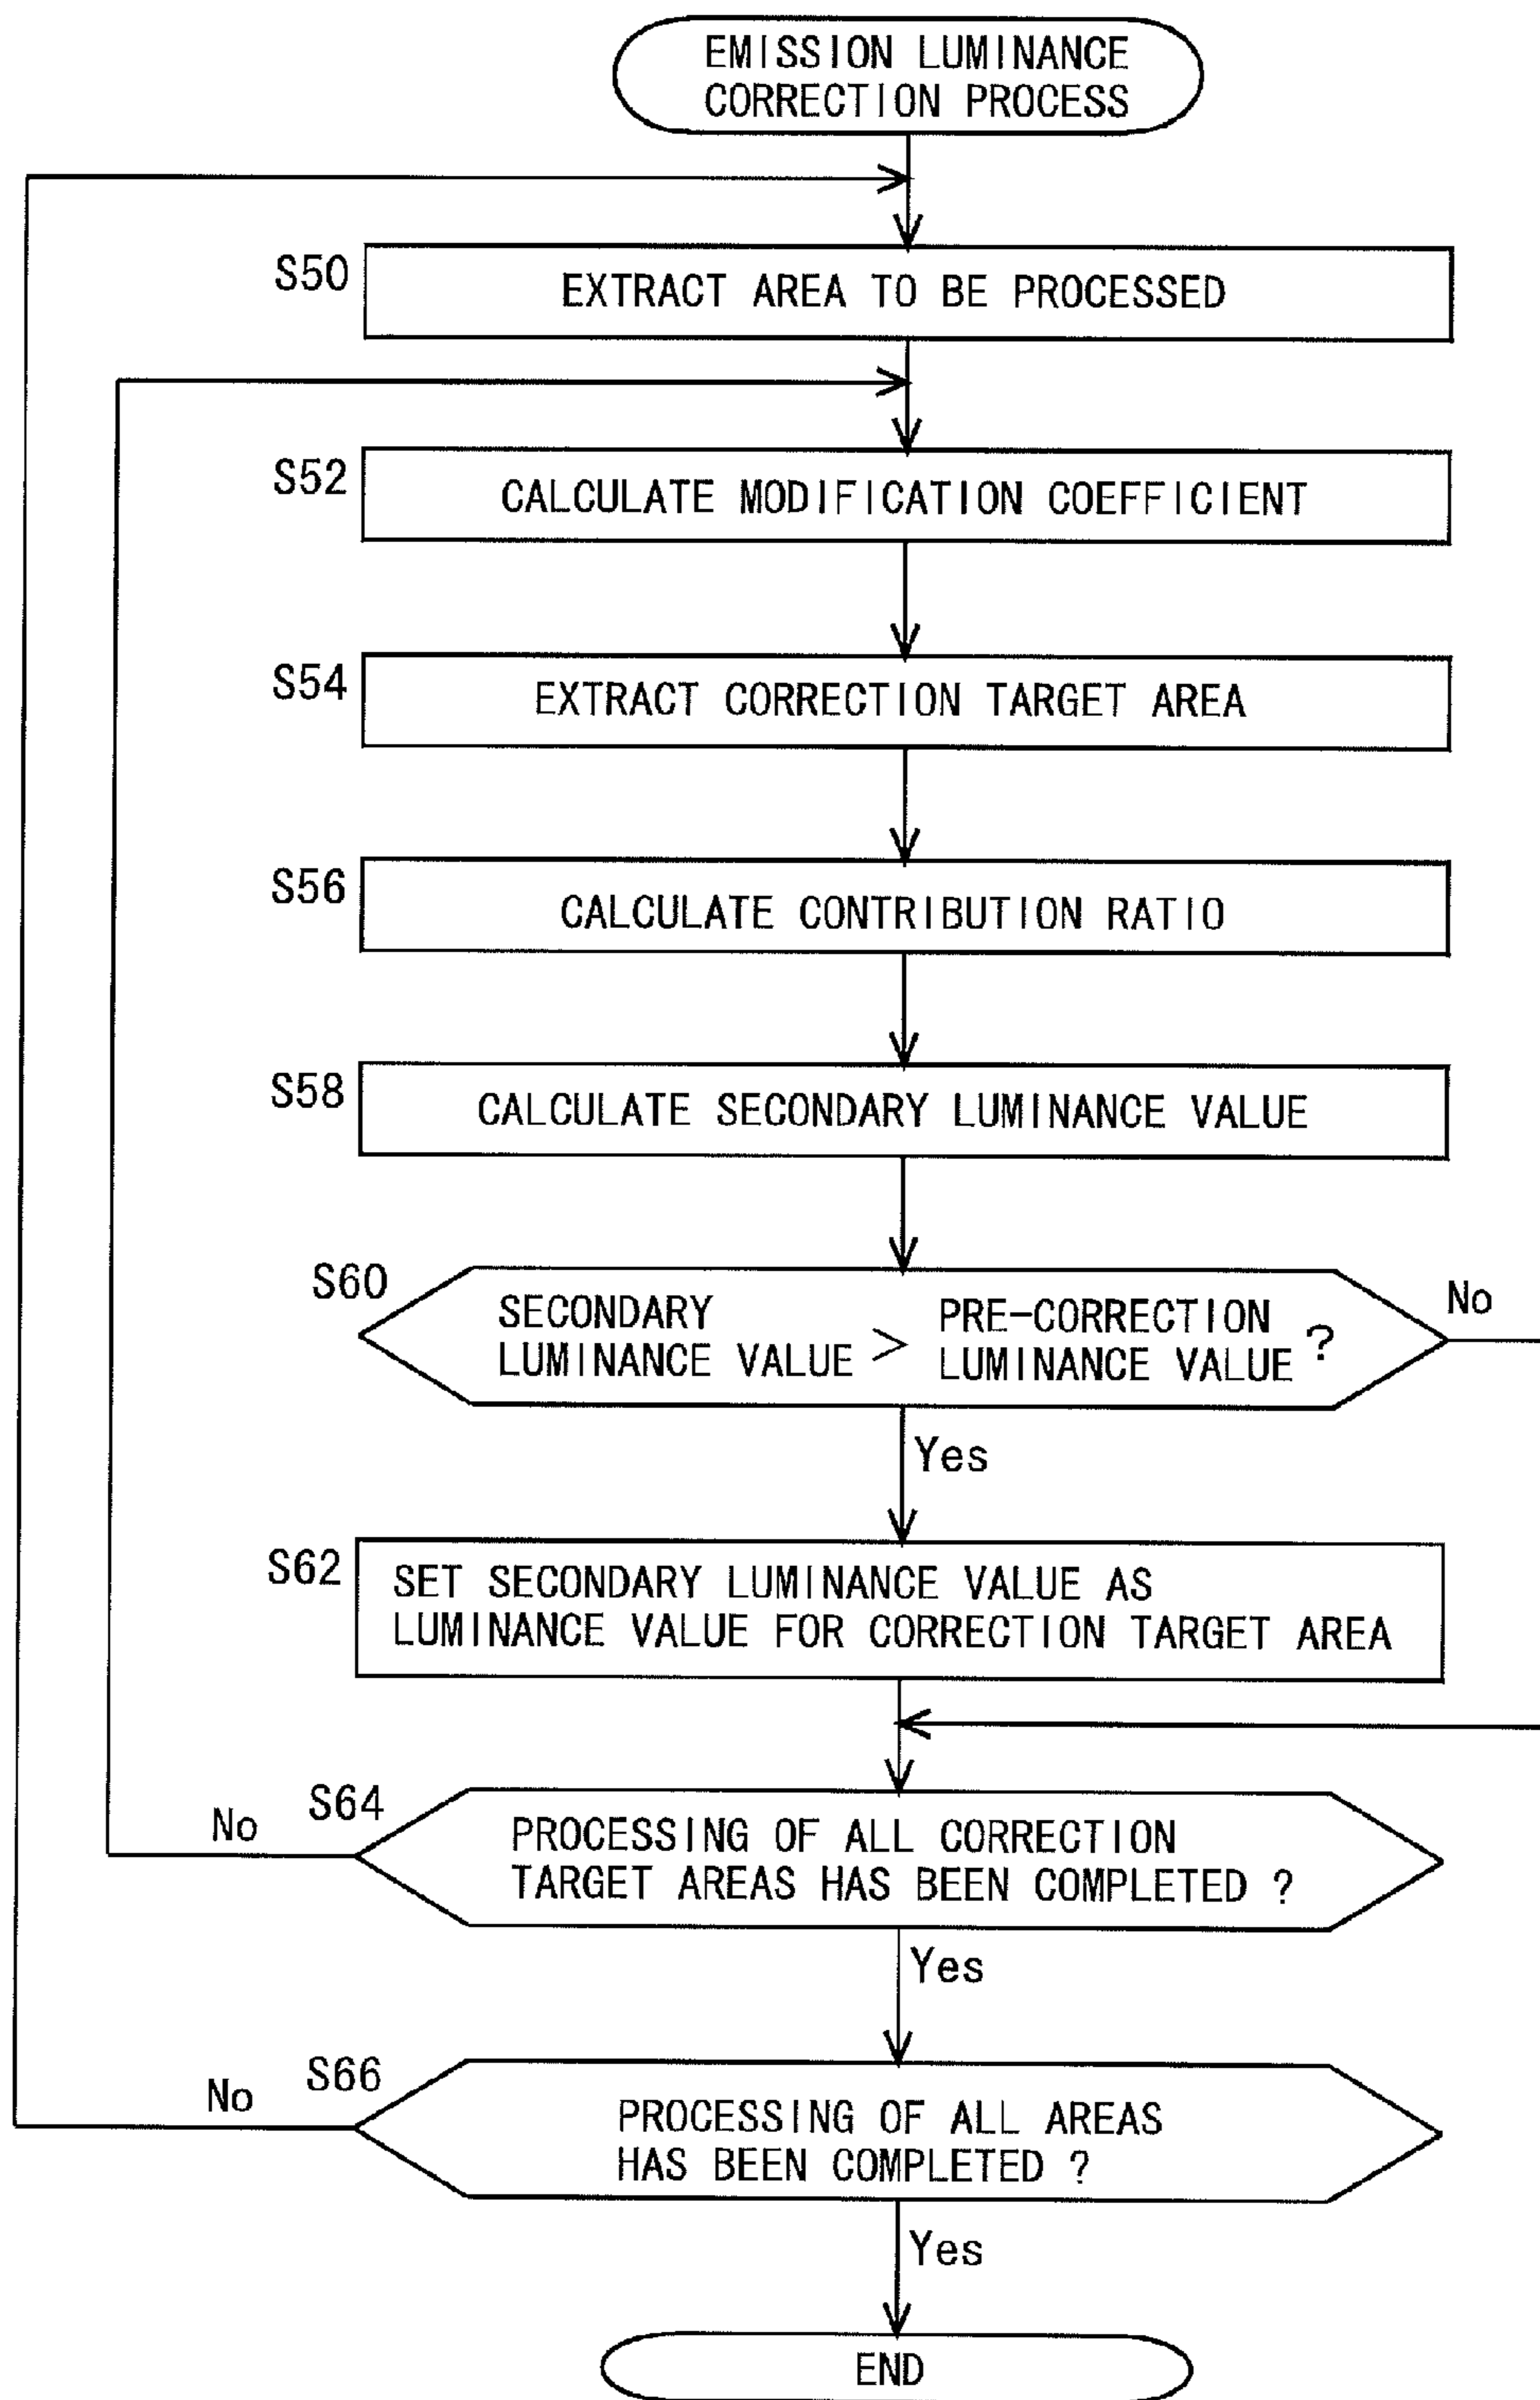 EMISSION LUMINANCE
CORRECTION PROCESS
S50
EXTRACT AREA TO BE PROCESSED
S52
CALCULATE MODIFICATION COEFFICIENT
S54
EXTRACT CORRECTION TARGET AREA
S56
CALCULATE CONTRIBUTION RATIO
S58
CALCULATE SECONDARY LUMINANCE VALUE
S60
SECONDARY
LUMINANCE VALUE > PRE-CORRECTION
LUMINANCE VALUE ?
No
Yes
S62
SET SECONDARY LUMINANCE VALUE AS
LUMINANCE VALUE FOR CORRECTION TARGET AREA
S64
No
PROCESSING OF ALL CORRECTION
TARGET AREAS HAS BEEN COMPLETED ?
Yes
S66
No
PROCESSING OF ALL AREAS
HAS BEEN COMPLETED ?
Yes
END